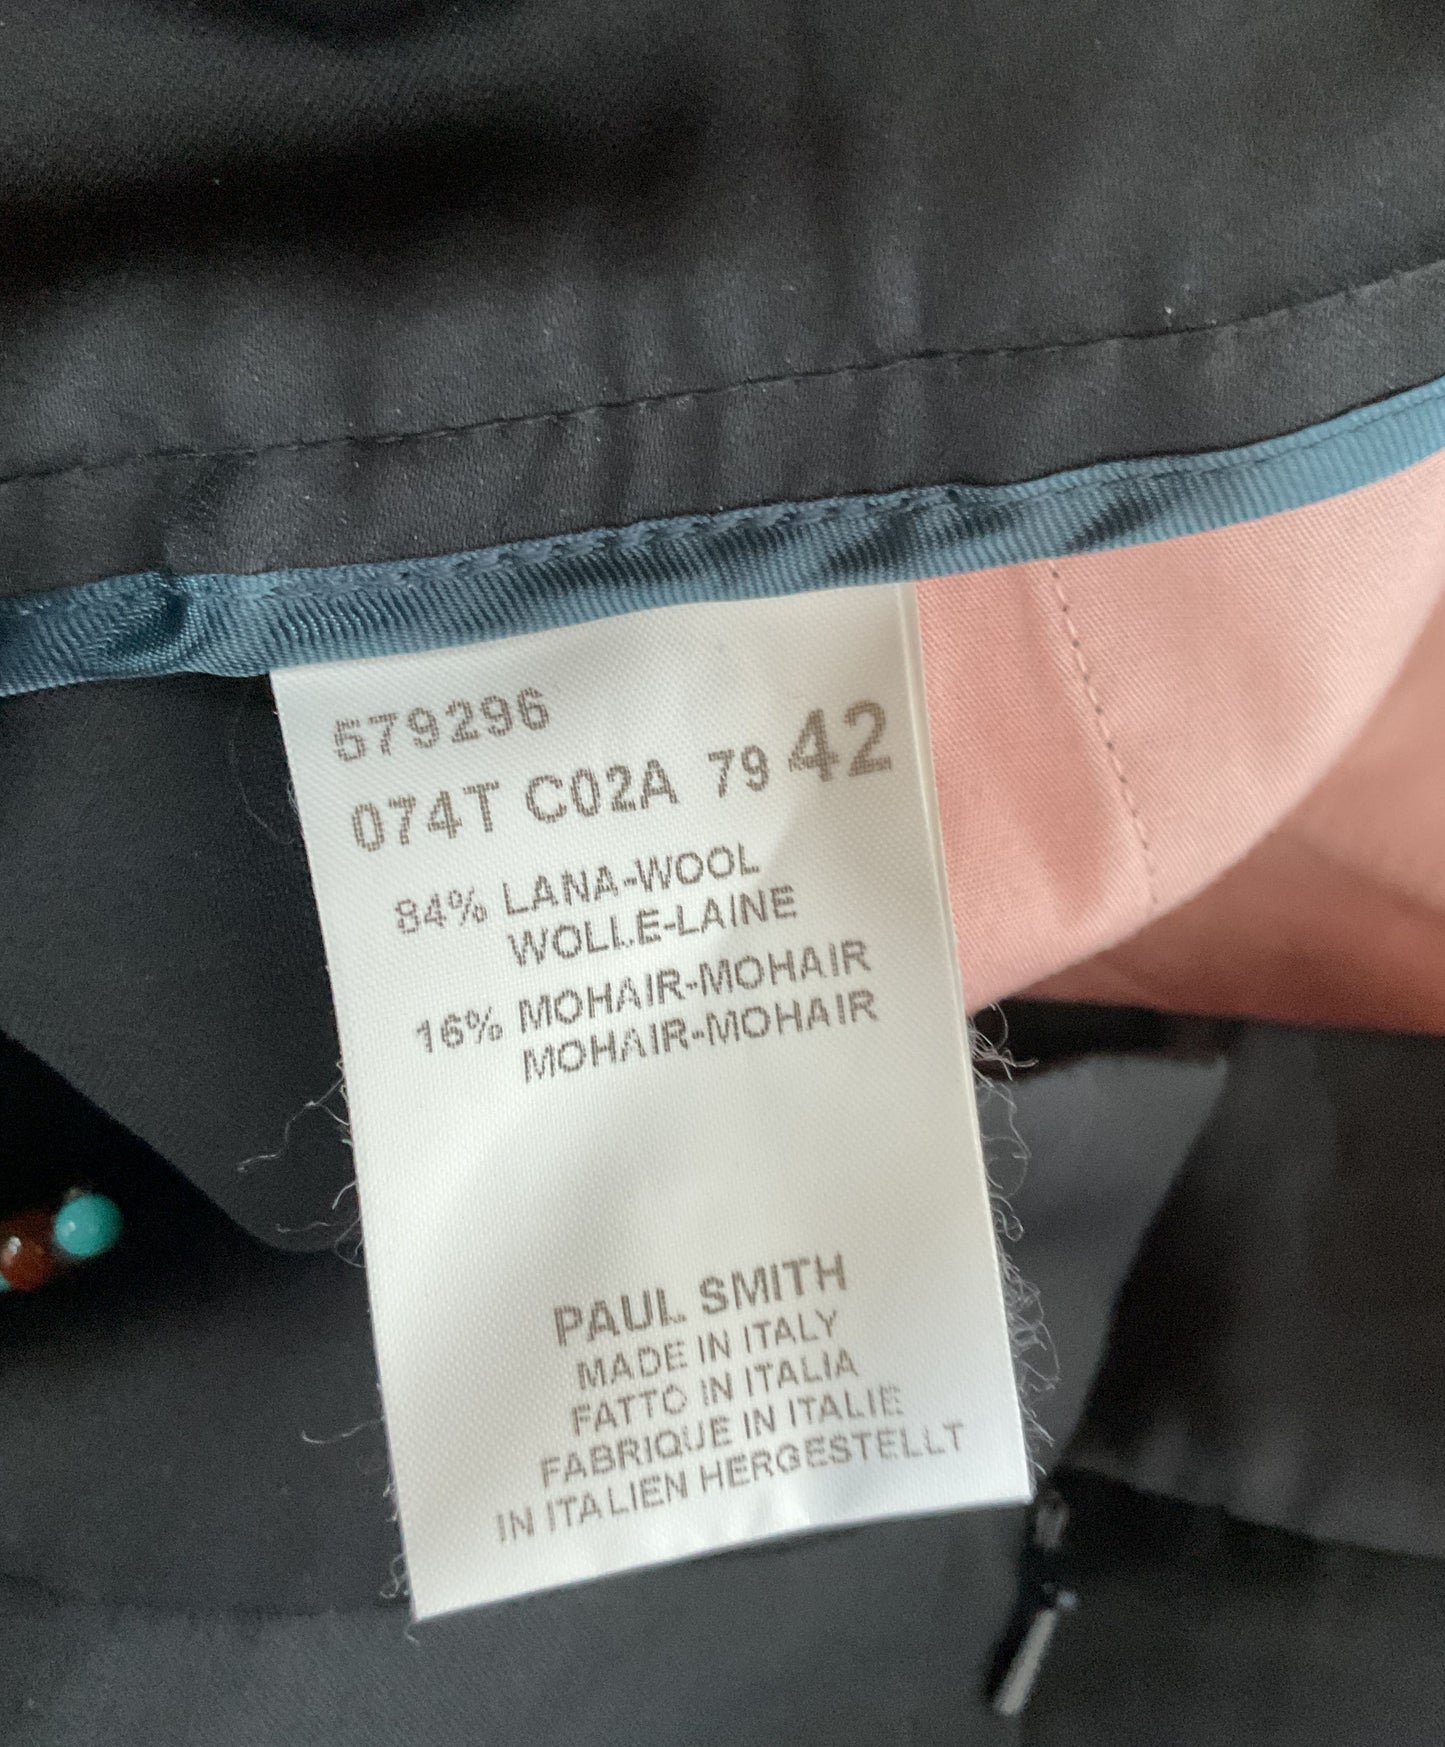 579296
074T C02A 79 42
84% LANA-WOOL
WOLLE-LAINE
16% MOHAIR-MOHAIR
MOHAIR-MOHAIR
PAUL SMITH
MADE IN ITALY
FATTO IN ITALIA
FABRIQUE IN ITALIE
IN ITALIEN HERGESTELLT